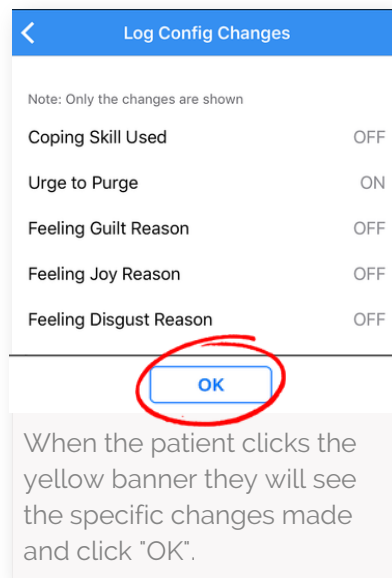 Log Config Changes
Note: Only the changes are shown
Coping Skill Used OFF
Urge to Purge ON
Feeling Guilt Reason OFF
Feeling Joy Reason OFF
Feeling Disgust Reason OFF
OK
When the patient clicks the
yellow banner they will see
the specific changes made
and click "OK".